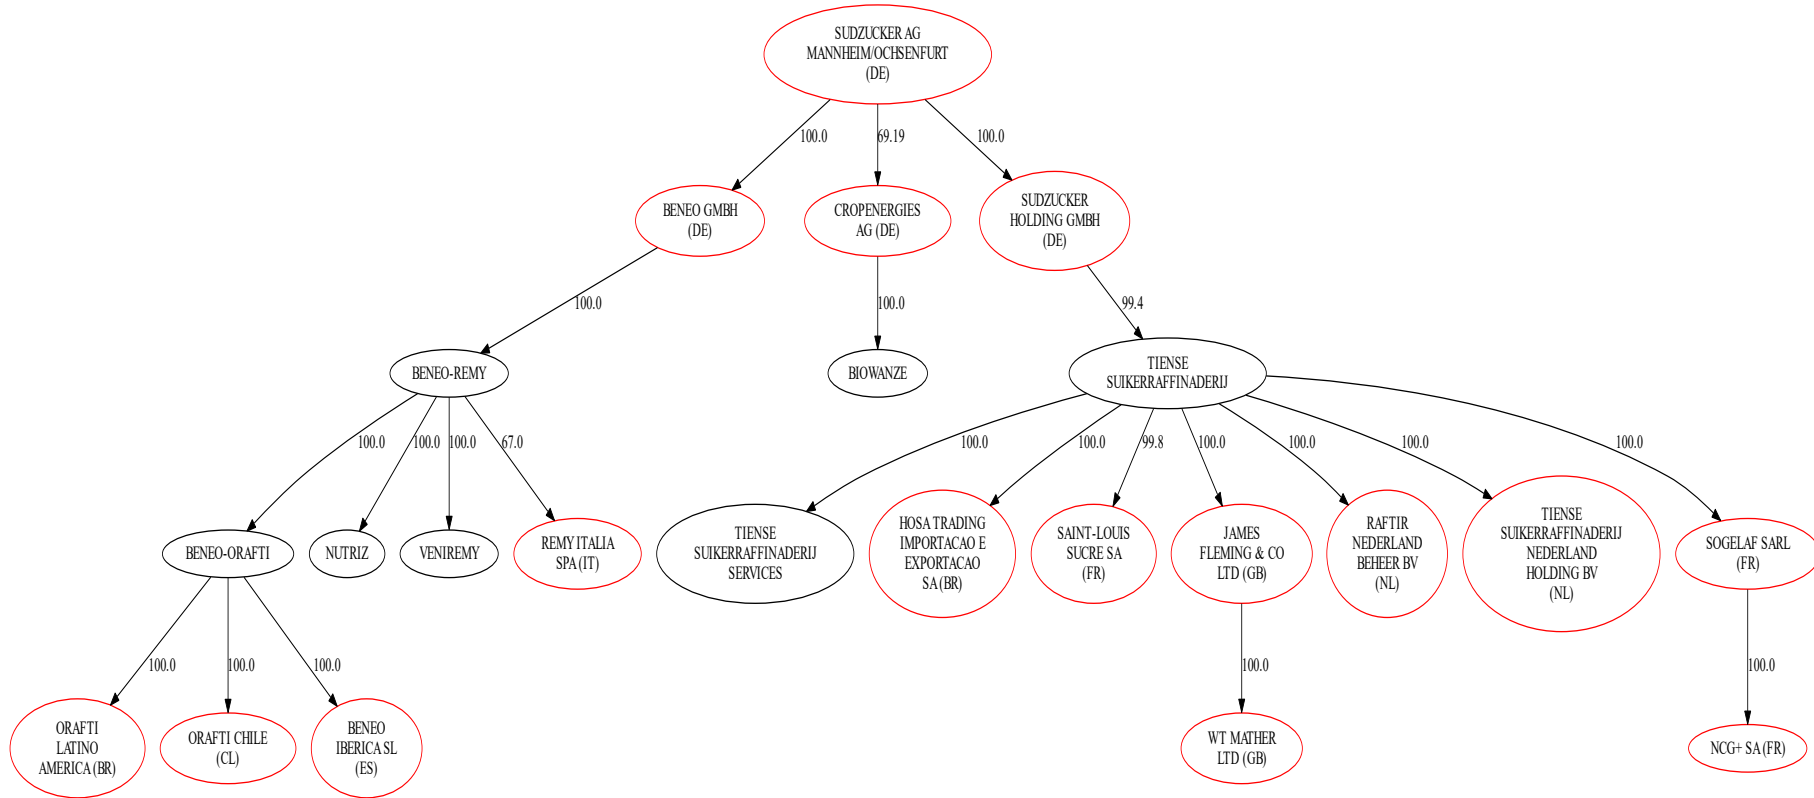 SUDZUCKER AG
MANNHEIM/OCHSENFURT
(DE)
100.0
69.19
100.0
BENEO GMBH
(DE)
CROPENERGIES
AG (DE)
SUDZUCKER
HOLDING GMBH
(DE)
100.0
100.0
99.4
BENEO-REMY
BIOWANZE
TIENSE
SUIKERRAFFINADERIJ
100.0
100.0
100.0
67.0
100.0
100.0
99.8
100.0
100.0
100.0
100.0
BENEO-ORAFTI
NUTRIZ
VENIREMY
REMY ITALIA
SPA (IT)
TIENSE
SUIKERRAFFINADERIJ
SERVICES
HOSA TRADING
IMPORTACAO E
EXPORTACAO
SA (BR)
SAINT-LOUIS
SUCRE SA
(FR)
JAMES
FLEMING & CO
LTD (GB)
RAFTIR
NEDERLAND
BEHEER BV
(NL)
TIENSE
SUIKERRAFFINADERIJ
NEDERLAND
HOLDING BV
(NL)
SOGELAF SARL
(FR)
100.0
100.0
100.0
100.0
100.0
ORAFTI
LATINO
AMERICA (BR)
ORAFTI CHILE
(CL)
BENEO
IBERICA SL
(ES)
WT MATHER
LTD (GB)
NCG+ SA (FR)